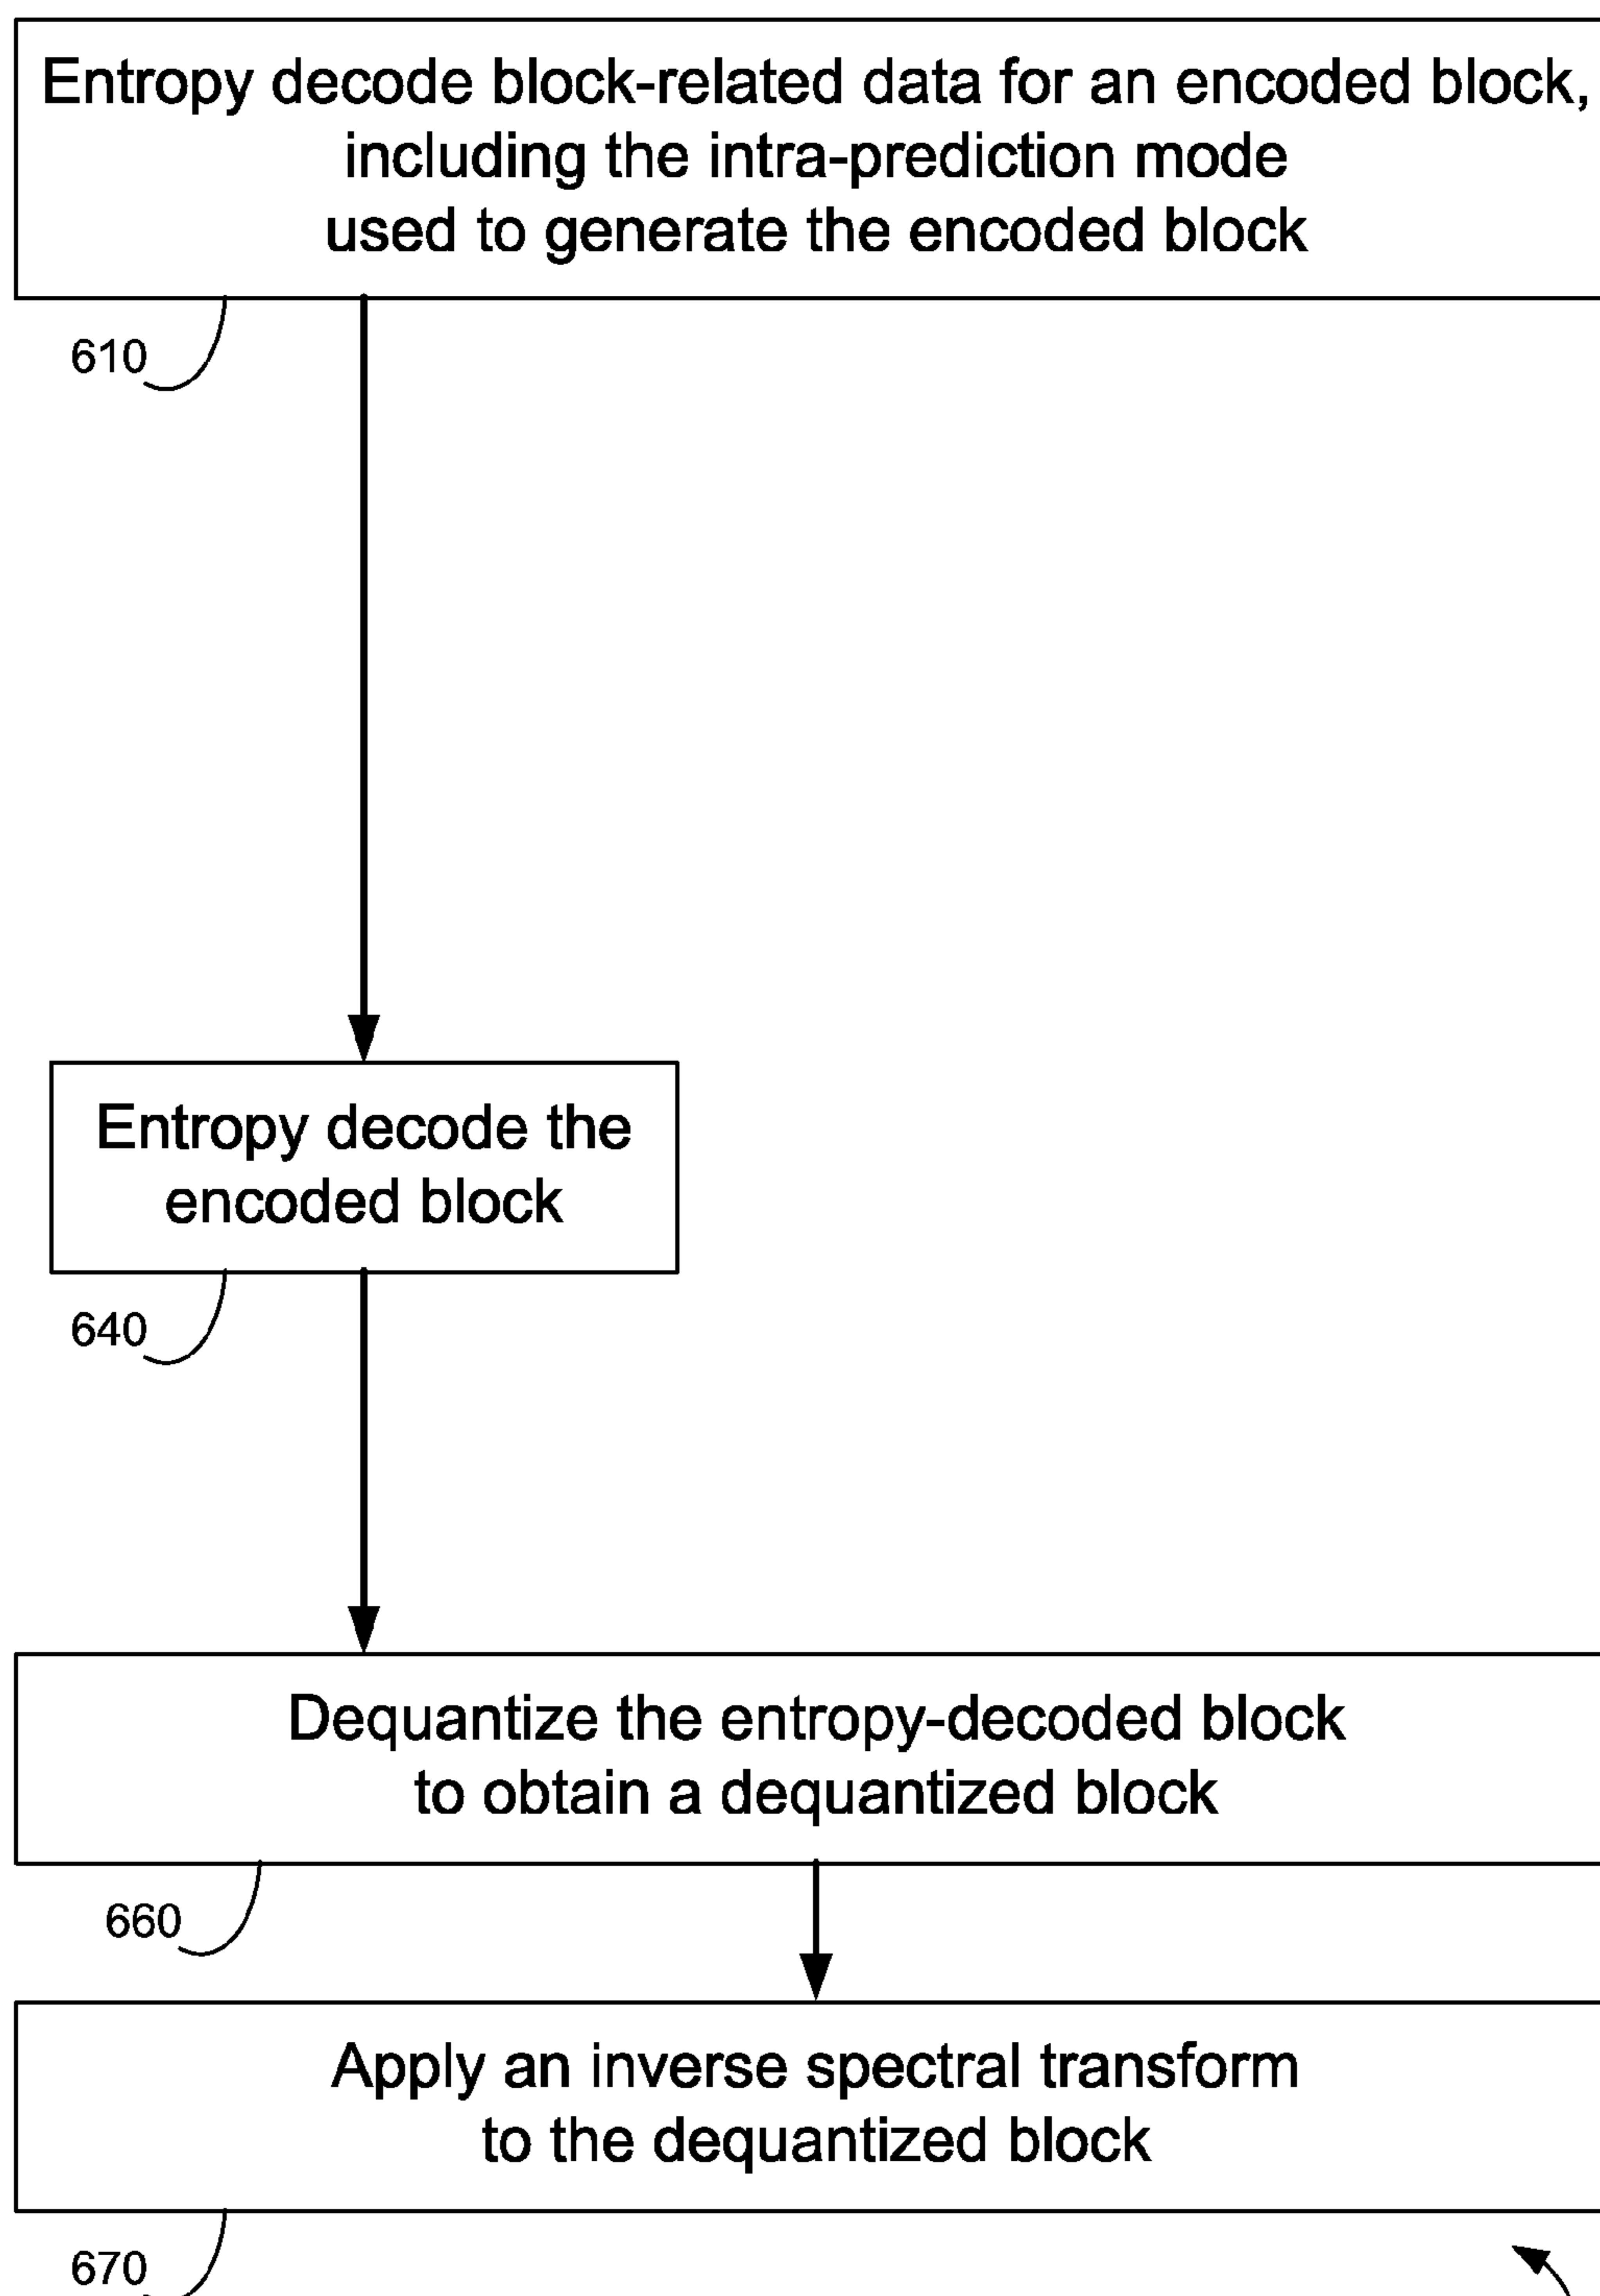 Entropy decode block-related data for an encoded block,
including the intra-prediction mode
used to generate the encoded block
610
Entropy decode the
encoded block
640
Dequantize the entropy-decoded block
to obtain a dequantized block
660
Apply an inverse spectral transform
to the dequantized block
670